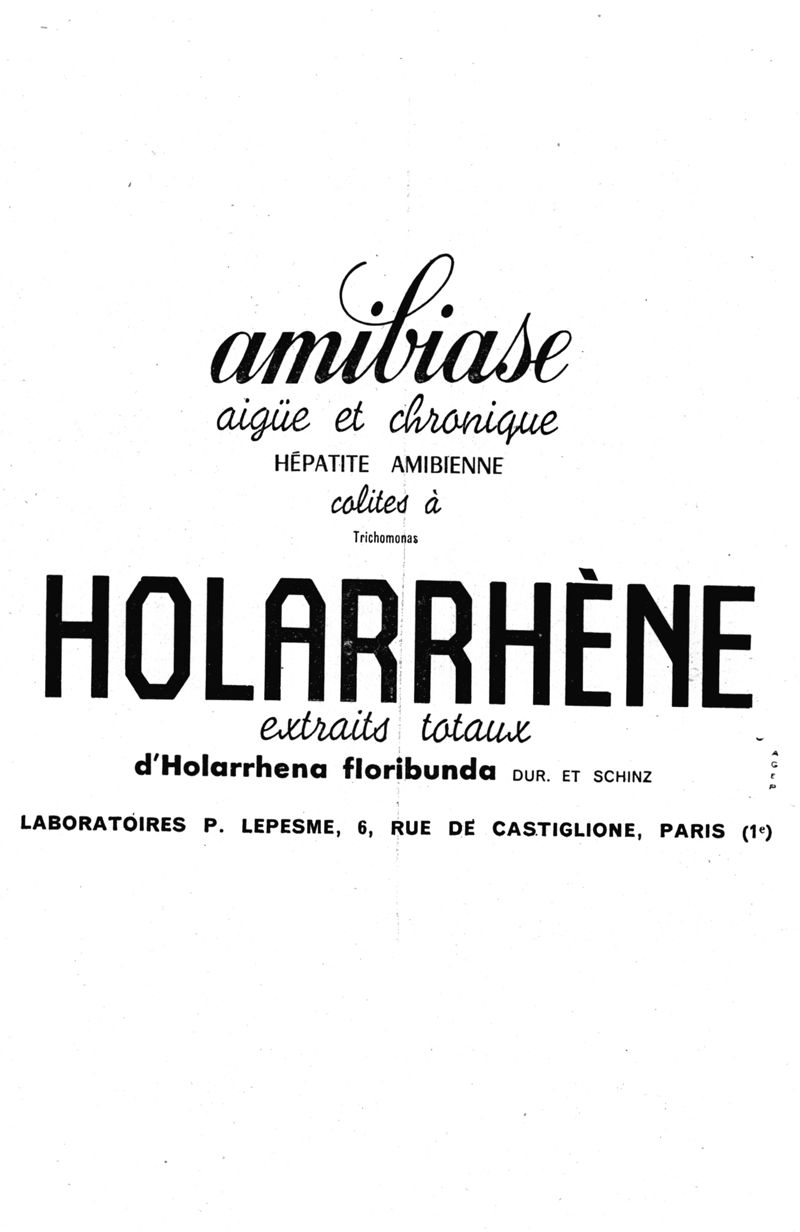 amibiase
aigüe et chronique
HÉPATITE AMIBIENNE
colites à
Trichomonas
HOLARRHÈNE
extraits totaux
d'Holarrhena floribunda DUR. ET SCHINZ
AGEP
LABORATOIRES P. LEPESME, 6, RUE DE CASTIGLIONE, PARIS (1e)